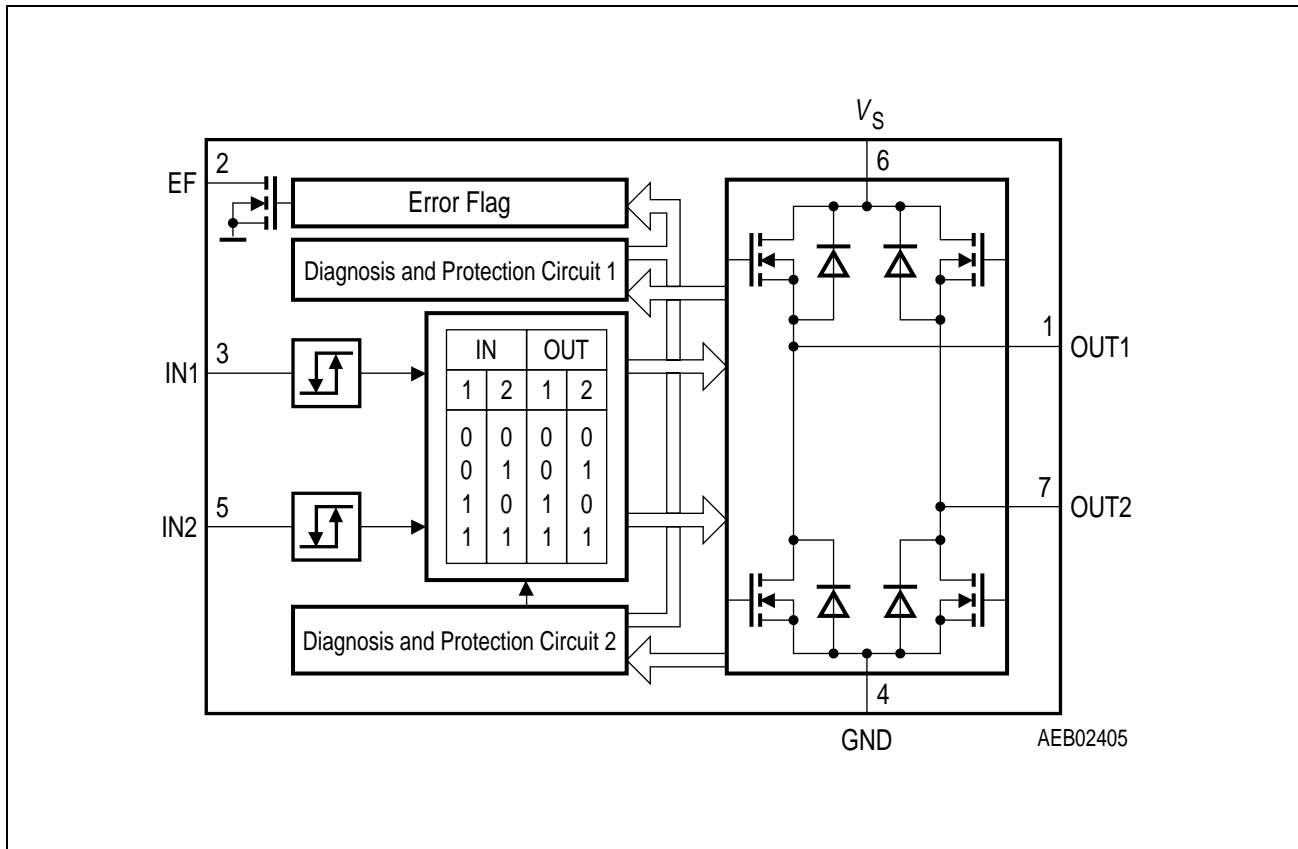 V_S
6
2
EF
Error Flag
Diagnosis and Protection Circuit 1
3
IN1
IN OUT
1 2 1 2
0 0 0 0
0 1 0 1
1 0 1 0
1 1 1 1
1
OUT1
5
IN2
7
OUT2
Diagnosis and Protection Circuit 2
4
GND
AEB02405